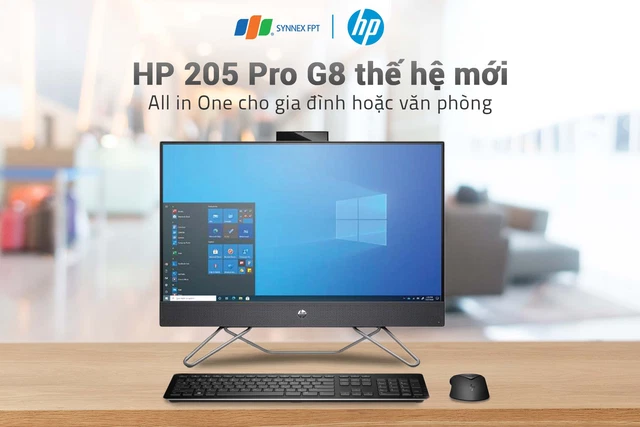 SYNNEX FPT
hp
HP 205 Pro G8 thế hệ mới
All in One cho gia đình hoặc văn phòng
hp